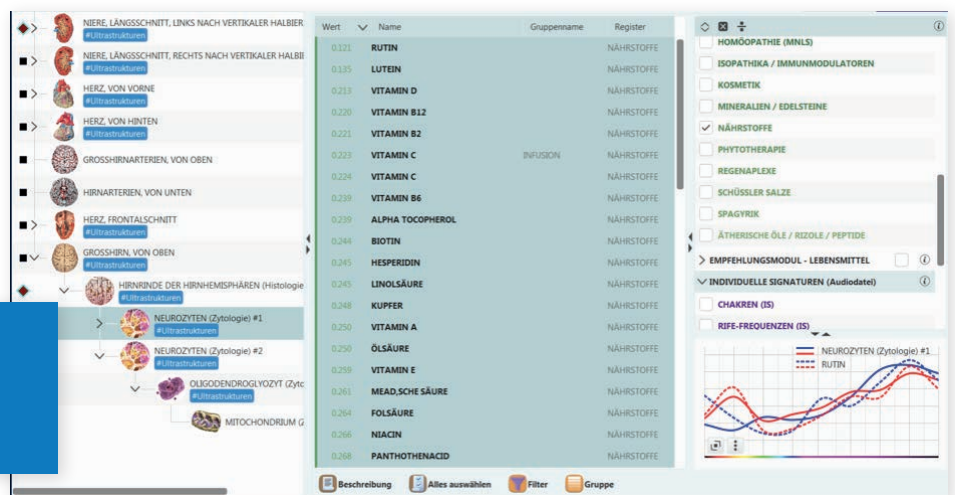 NIERE, LÄNGSSCHNITT, LINKS NACH VERTIKALER HALBIER
#Ultrastrukturen
NIERE, LÄNGSSCHNITT, RECHTS NACH VERTIKALER HALBIE
#Ultrastrukturen
HERZ, VON VORNE
#Ultrastrukturen
HERZ, VON HINTEN
#Ultrastrukturen
GROSSHIRNARTERIEN, VON OBEN
HIRNARTERIEN, VON UNTEN
HERZ, FRONTALSCHNITT
#Ultrastrukturen
GROSSHIRN, VON OBEN
#Ultrastrukturen
HIRNRINDE DER HIRNHEMISPHÄREN (Histologie
#Ultrastrukturen
NEUROZYTEN (Zytologie) #1
#Ultrastrukturen
NEUROZYTEN (Zytologie) #2
#Ultrastrukturen
OLIGODENDROGLYOZYT (Zyto
#Ultrastrukturen
MITOCHONDRIUM (Z
Wert Name Gruppenname Register
0.121 RUTIN NÄHRSTOFFE
0.135 LUTEIN NÄHRSTOFFE
0.213 VITAMIN D NÄHRSTOFFE
0.220 VITAMIN B12 NÄHRSTOFFE
0.221 VITAMIN B2 NÄHRSTOFFE
0.223 VITAMIN C INFUSION NÄHRSTOFFE
0.224 VITAMIN C NÄHRSTOFFE
0.239 VITAMIN B6 NÄHRSTOFFE
0.239 ALPHA TOCOPHEROL NÄHRSTOFFE
0.244 BIOTIN NÄHRSTOFFE
0.245 HESPERIDIN NÄHRSTOFFE
0.245 LINOLSÄURE NÄHRSTOFFE
0.248 KUPFER NÄHRSTOFFE
0.250 VITAMIN A NÄHRSTOFFE
0.250 ÖLSÄURE NÄHRSTOFFE
0.259 VITAMIN E NÄHRSTOFFE
0.261 MEAD,SCHE SÄURE NÄHRSTOFFE
0.264 FOLSÄURE NÄHRSTOFFE
0.266 NIACIN NÄHRSTOFFE
0.268 PANTHOTHENACID NÄHRSTOFFE
Beschreibung Alles auswählen Filter Gruppe
HOMÖOPATHIE (MNLS)
ISOPATHIKA / IMMUNMODULATOREN
KOSMETIK
MINERALIEN / EDELSTEINE
NÄHRSTOFFE
PHYTOTHERAPIE
REGENAPLEXE
SCHÜSSLER SALZE
SPAGYRIK
ÄTHERISCHE ÖLE / RIZOLE / PEPTIDE
EMPFEHLUNGSMODUL - LEBENSMITTEL
INDIVIDUELLE SIGNATUREN (Audiodatei)
CHAKREN (IS)
RIFE-FREQUENZEN (IS)
NEUROZYTEN (Zytologie) #1
RUTIN